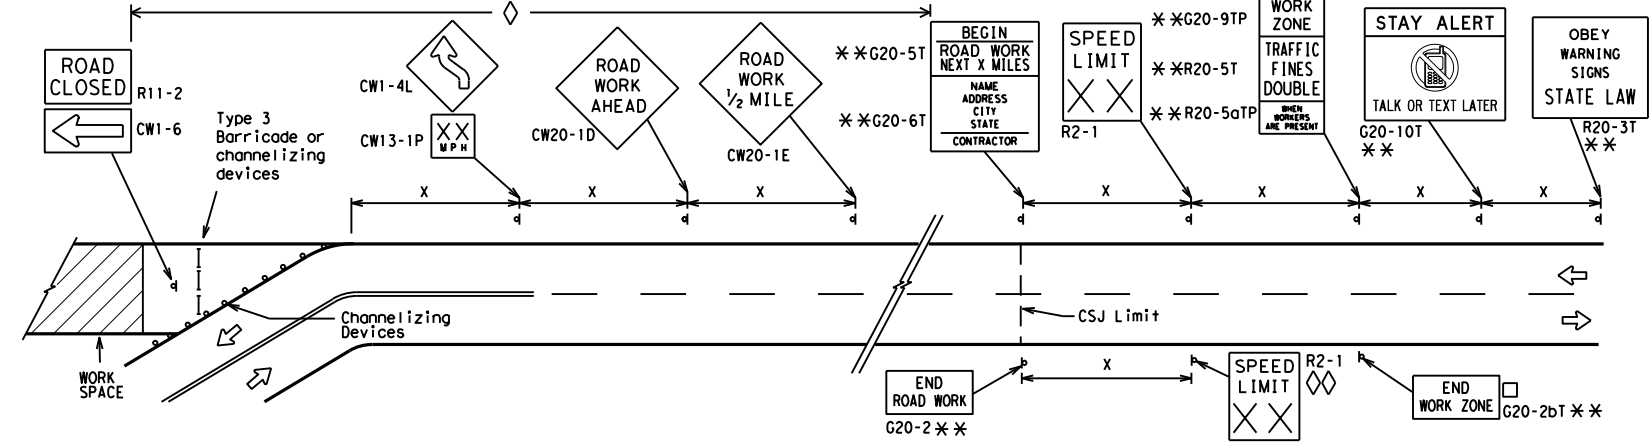 ROAD
CLOSED
R11-2
CW1-6
Type 3
Barricade or
channelizing
devices
CW1-4L
XX
MPH
CW13-1P
ROAD
WORK
AHEAD
CW20-1D
ROAD
WORK
1/2 MILE
CW20-1E
**G20-5T
**G20-6T
BEGIN
ROAD WORK
NEXT X MILES
NAME
ADDRESS
CITY
STATE
CONTRACTOR
SPEED
LIMIT
XX
R2-1
**G20-9TP
**R20-5T
**R20-5aTP
WORK
ZONE
TRAFFIC
FINES
DOUBLE
WHEN
WORKERS
ARE PRESENT
STAY ALERT
TALK OR TEXT LATER
G20-10T
**
OBEY
WARNING
SIGNS
STATE LAW
R20-3T
**
X X X X X X X
Channelizing
Devices
CSJ Limit
WORK
SPACE
END
ROAD WORK
G20-2 **
X
SPEED
LIMIT
XX
R2-1
END
WORK ZONE
G20-2bT **